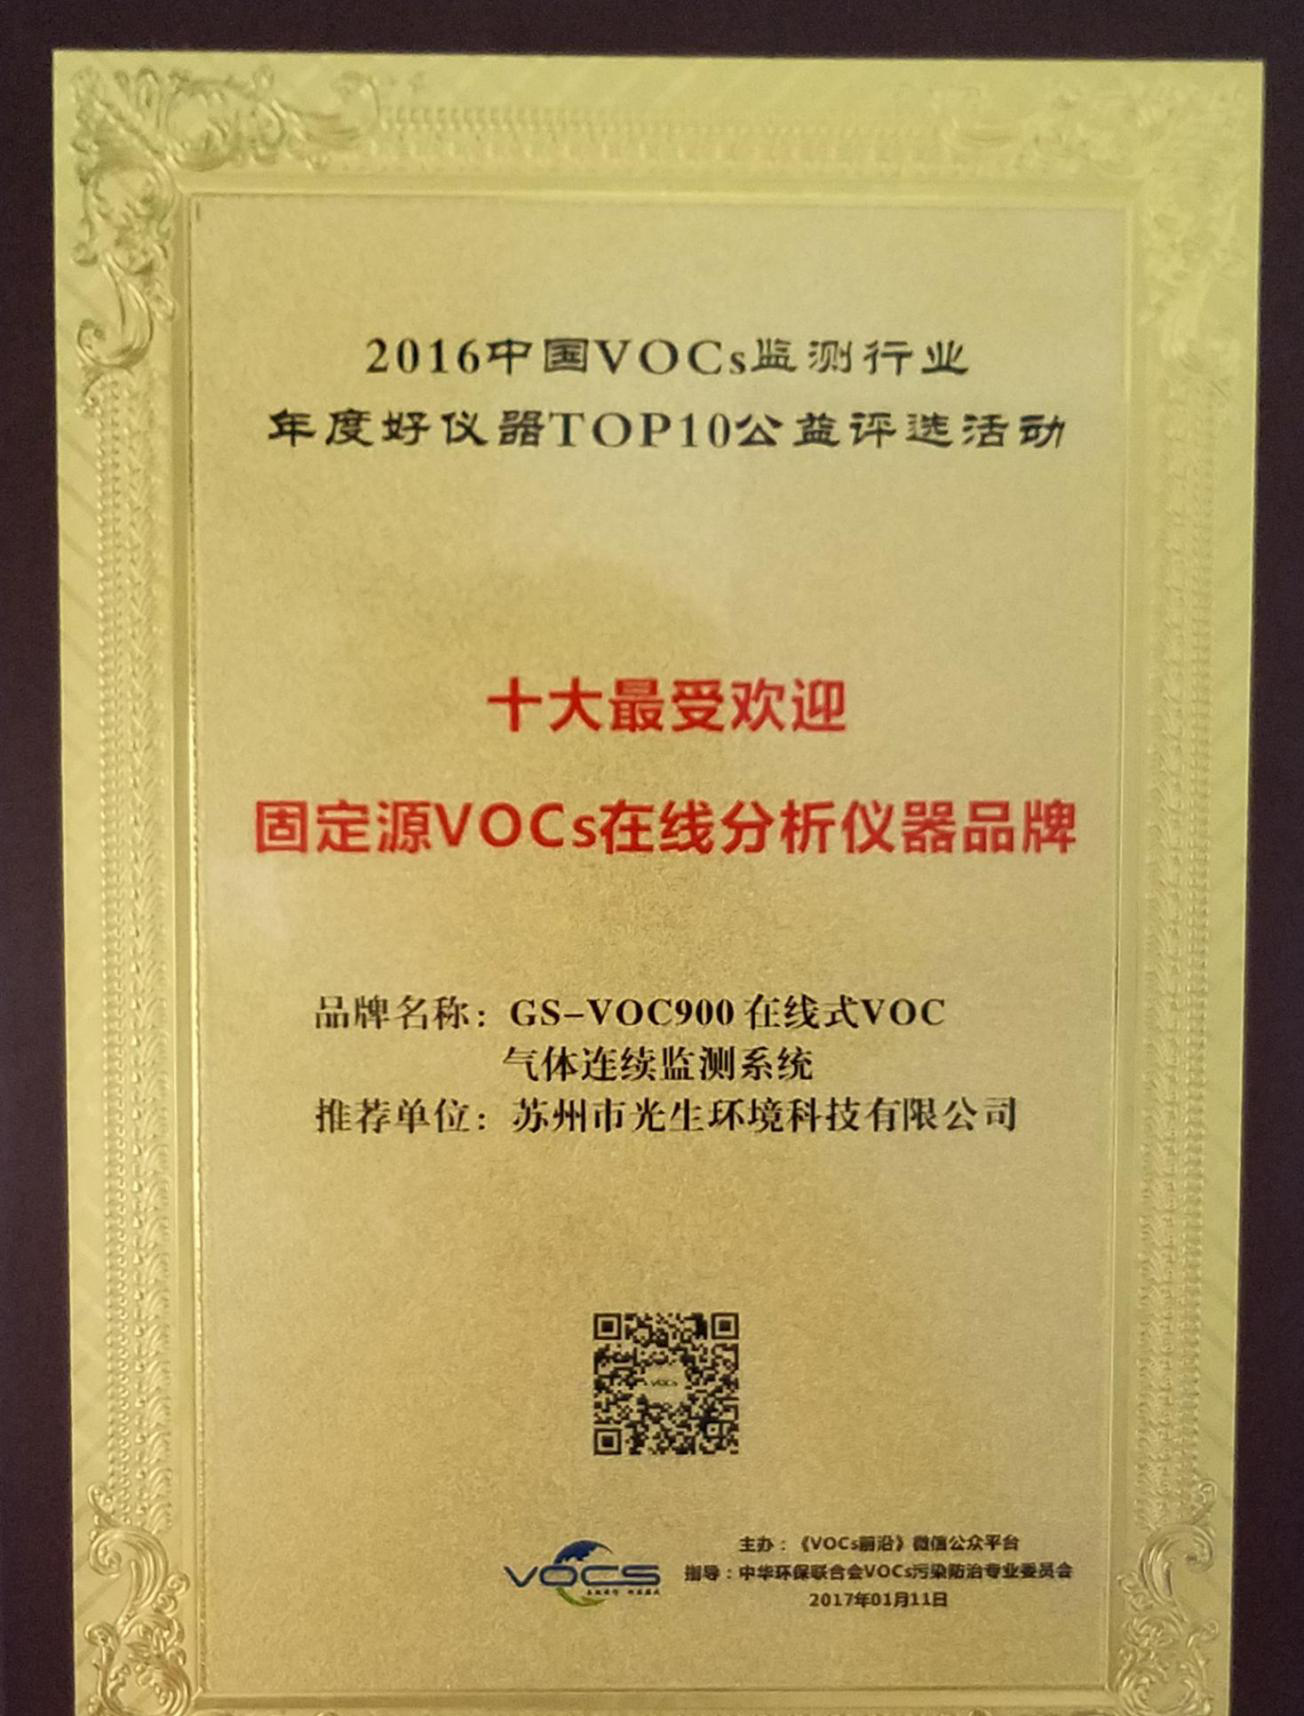 2016中国VOCs监测行业
年度好仪器TOP10公益评选活动
十大最受欢迎
固定源VOCs在线分析仪器品牌
品牌名称：GS-VOC900 在线式VOC
气体连续监测系统
推荐单位：苏州市光生环境科技有限公司
VOCs
VOCS
主办：《VOCs前沿》微信公众平台
指导：中华环保联合会VOCs污染防治专业委员会
2017年01月11日